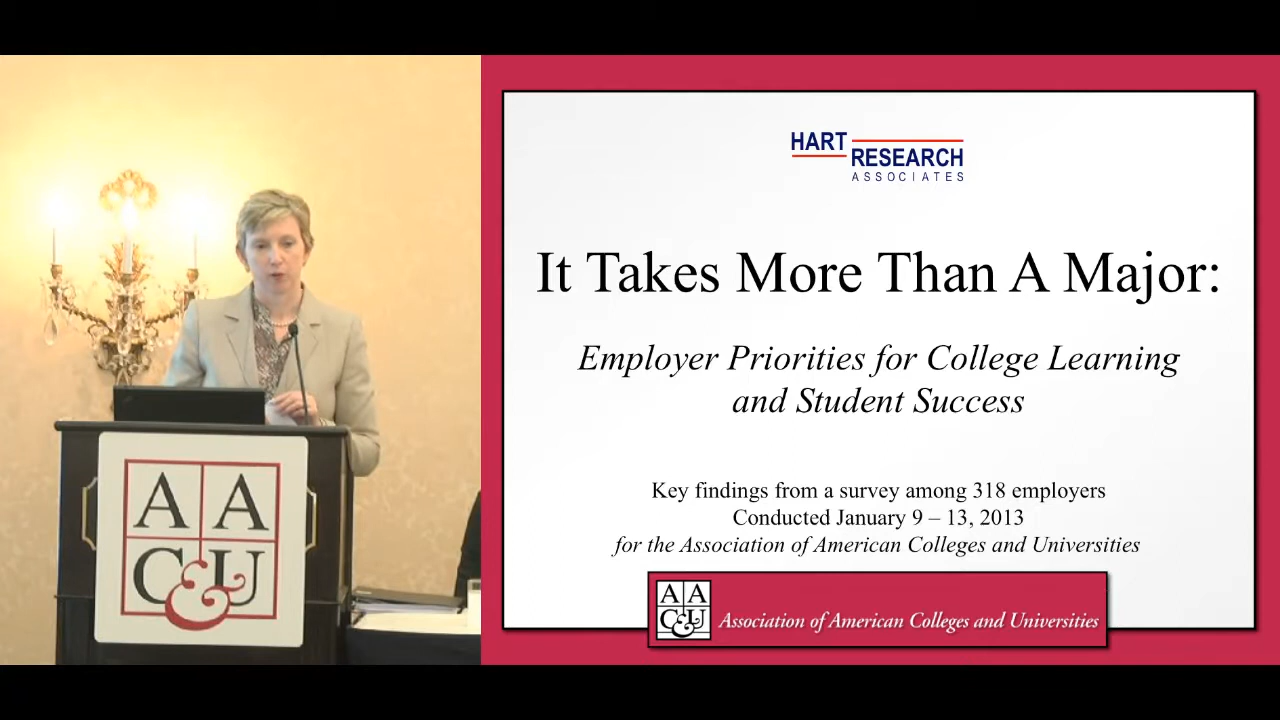 A A
C & U
HART
RESEARCH
ASSOCIATES
It Takes More Than A Major:
Employer Priorities for College Learning
and Student Success
Key findings from a survey among 318 employers
Conducted January 9 – 13, 2013
for the Association of American Colleges and Universities
A A
C & U
Association of American Colleges and Universities